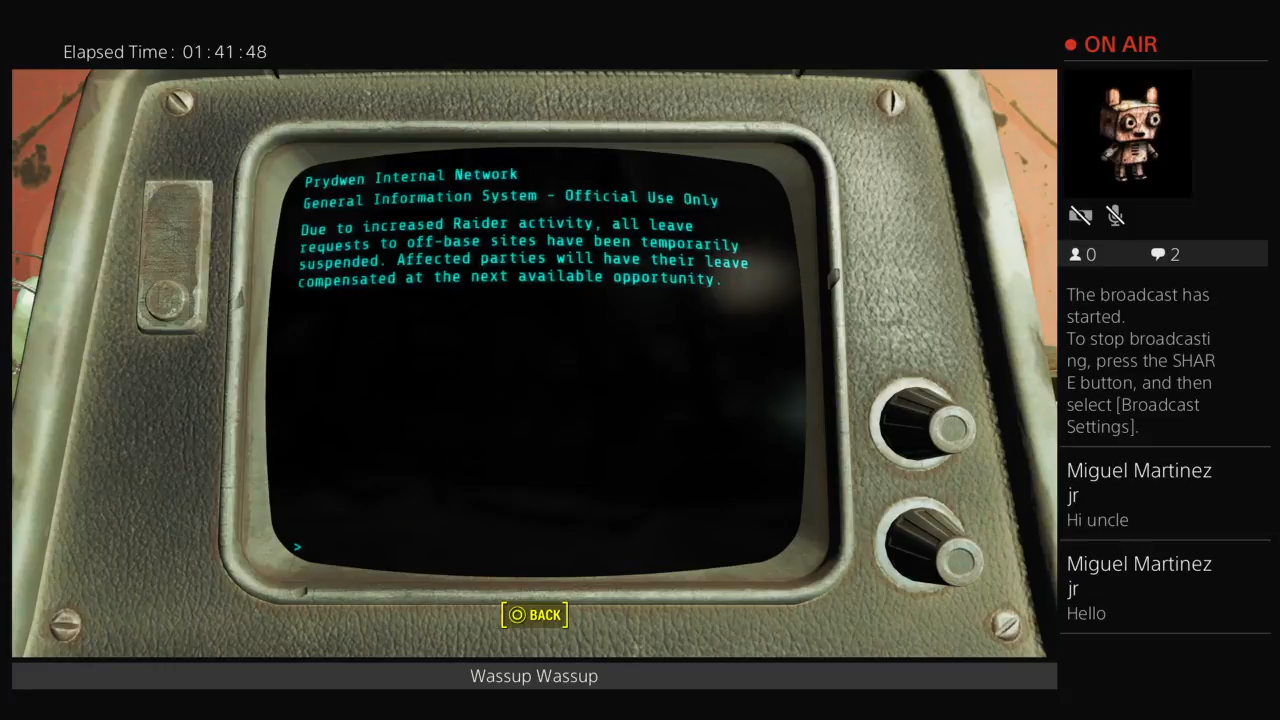 Elapsed Time: 01:41:48
ON AIR
Prydwen Internal Network
General Information System - Official Use Only
Due to increased Raider activity, all leave
requests to off-base sites have been temporarily
suspended. Affected parties will have their leave
compensated at the next available opportunity.
>
BACK
Wassup Wassup
0
2
The broadcast has
started.
To stop broadcasti
ng, press the SHAR
E button, and then
select [Broadcast
Settings].
Miguel Martinez
jr
Hi uncle
Miguel Martinez
jr
Hello